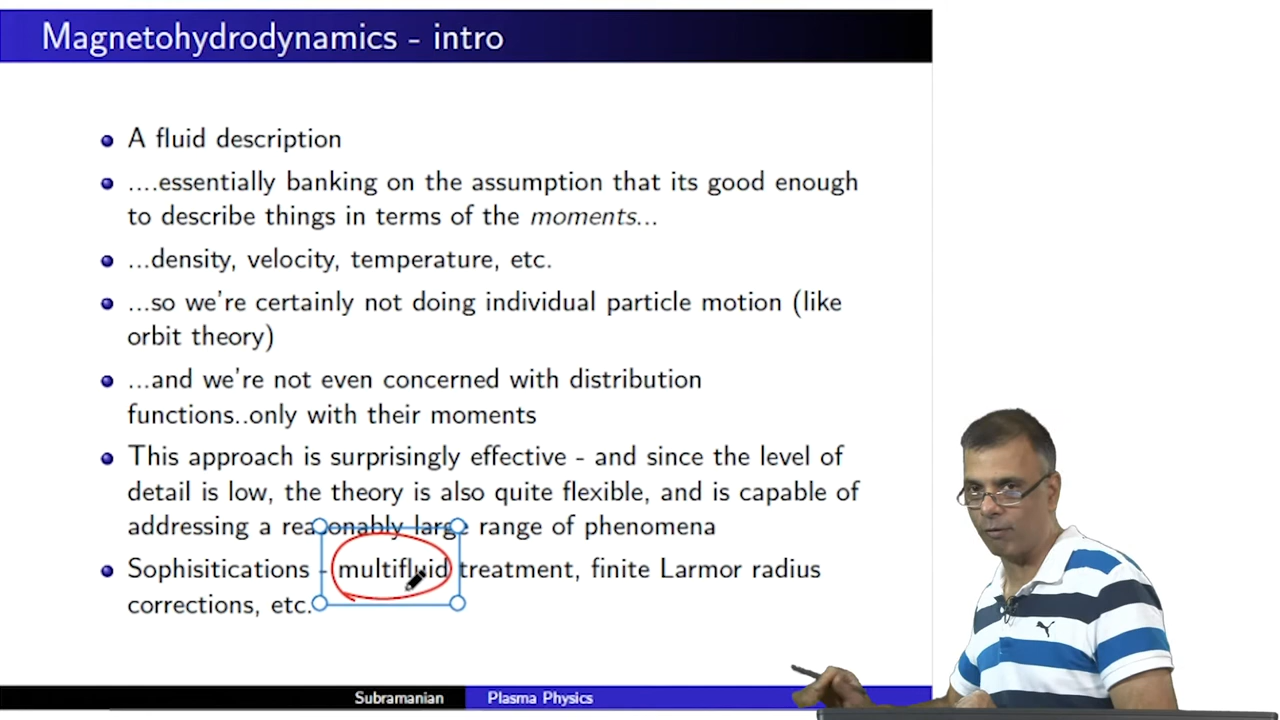 Magnetohydrodynamics - intro
A fluid description
....essentially banking on the assumption that its good enough
to describe things in terms of the moments...
...density, velocity, temperature, etc.
...so we're certainly not doing individual particle motion (like
orbit theory)
...and we're not even concerned with distribution
functions..only with their moments
This approach is surprisingly effective - and since the level of
detail is low, the theory is also quite flexible, and is capable of
addressing a reasonably large range of phenomena
Sophisitications - multifluid treatment, finite Larmor radius
corrections, etc.
Subramanian Plasma Physics